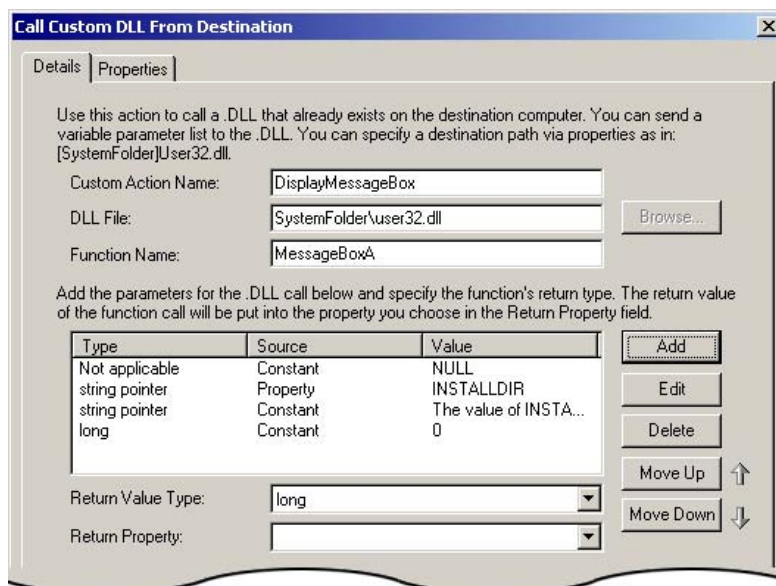 Call Custom DLL From Destination
Details Properties
Use this action to call a .DLL that already exists on the destination computer. You can send a
variable parameter list to the .DLL. You can specify a destination path via properties as in:
[SystemFolder]User32.dll.
Custom Action Name: DisplayMessageBox
DLL File: SystemFolder\user32.dll Browse...
Function Name: MessageBoxA
Add the parameters for the .DLL call below and specify the function's return type. The return value
of the function call will be put into the property you choose in the Return Property field.
Type Source Value Add
Not applicable Constant NULL
string pointer Property INSTALLDIR Edit
string pointer Constant The value of INSTA...
long Constant 0 Delete
Move Up
Return Value Type: long
Move Down
Return Property: